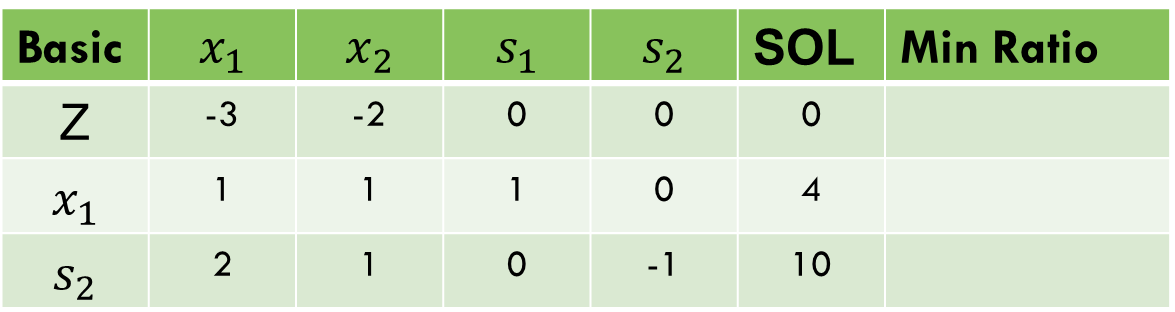 Basic x₁ x₂ s₁ s₂ SOL Min Ratio
Z -3 -2 0 0 0
x₁ 1 1 1 0 4
s₂ 2 1 0 -1 10